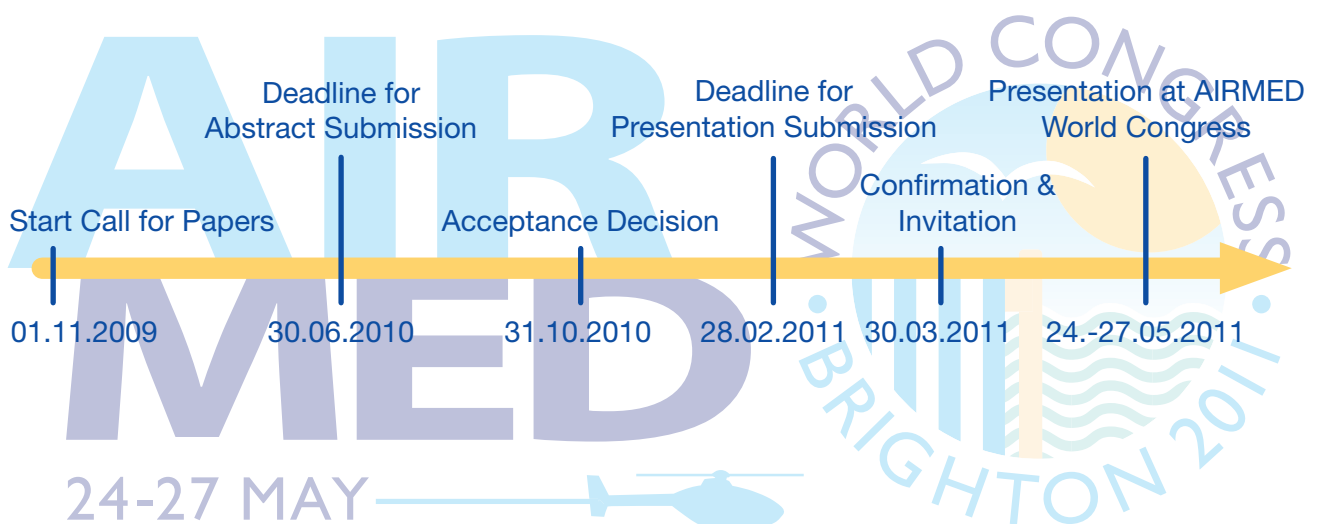 Deadline for
Abstract Submission
Deadline for
Presentation Submission
Presentation at AIRMED
World Congress
Start Call for Papers
Acceptance Decision
Confirmation &
Invitation
01.11.2009
30.06.2010
31.10.2010
28.02.2011
30.03.2011
24.-27.05.2011
AIR
MED
24-27 MAY
WORLD CONGRESS
• BRIGHTON 2011 •